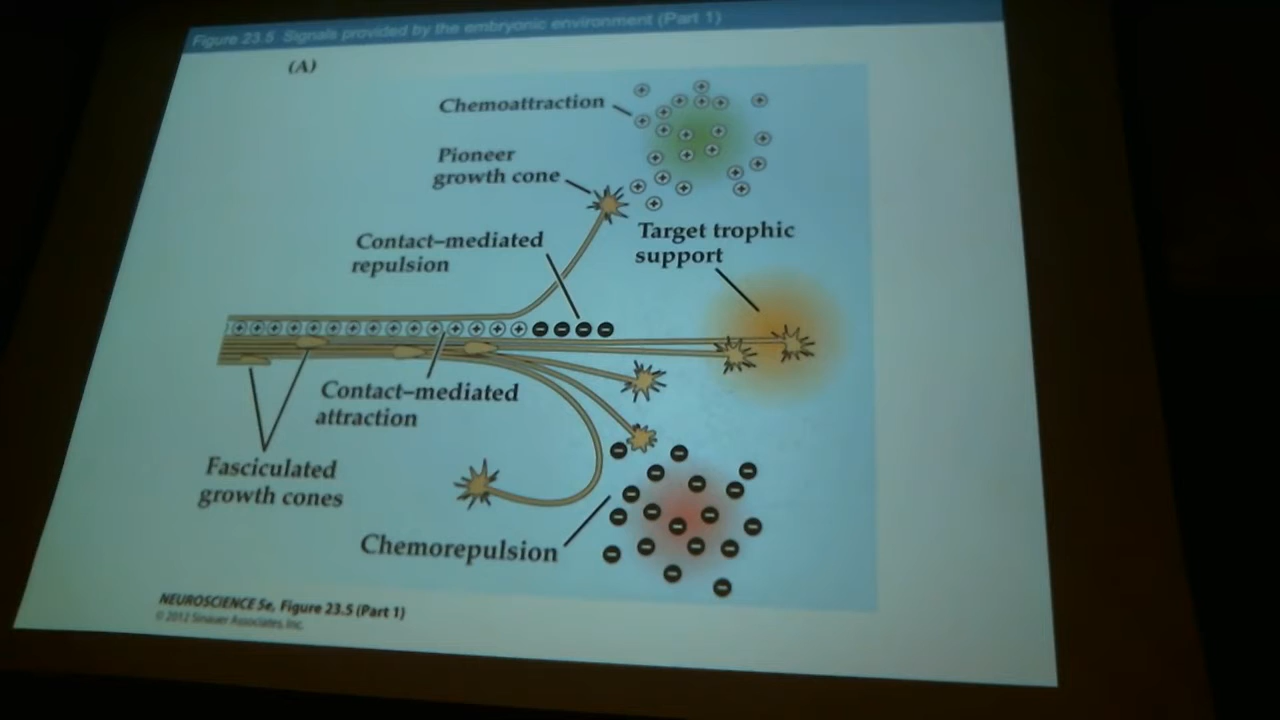 Figure 23.5 Signals provided by the embryonic environment (Part 1)
(A)
Chemoattraction
Pioneer
growth cone
Contact–mediated
repulsion
Target trophic
support
Contact–mediated
attraction
Fasciculated
growth cones
Chemorepulsion
NEUROSCIENCE 5e, Figure 23.5 (Part 1)
© 2012 Sinauer Associates, Inc.